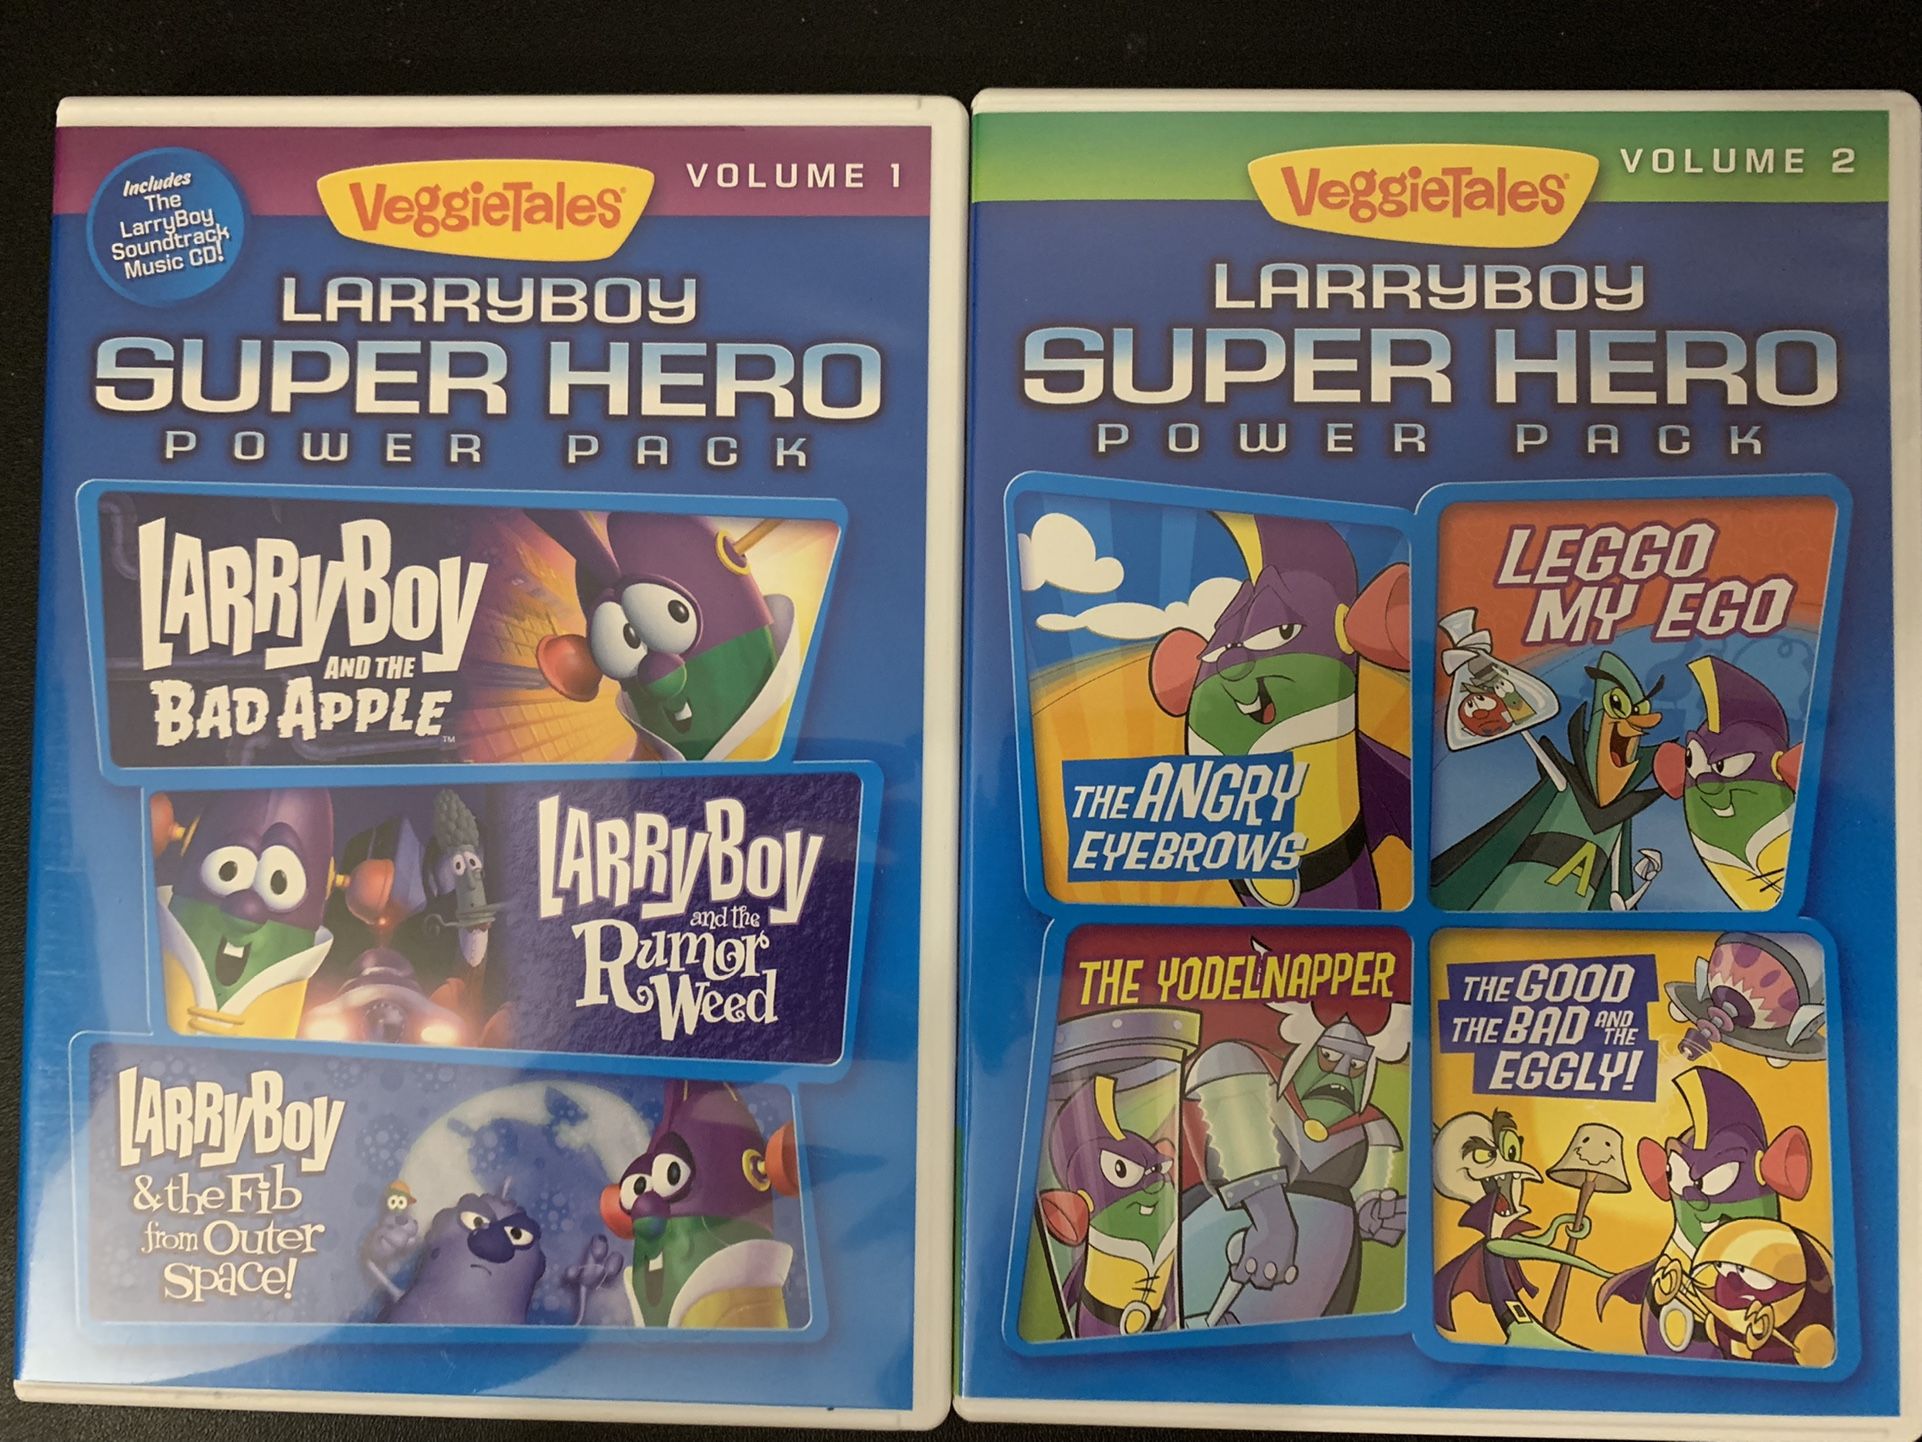 Includes
The
LarryBoy
Soundtrack
Music CD!
VeggieTales®
VOLUME 1
LARRYBOY
SUPER HERO
POWER PACK
LARRYBOY
AND THE
BAD APPLE™
LARRYBOY
and the
Rumor
Weed
LARRYBOY
& the Fib
from Outer
Space!
VeggieTales®
VOLUME 2
LARRYBOY
SUPER HERO
POWER PACK
THE ANGRY
EYEBROWS
LEGGO
MY EGO
A
THE YODELNAPPER
THE GOOD
THE BAD AND THE
EGGLY!